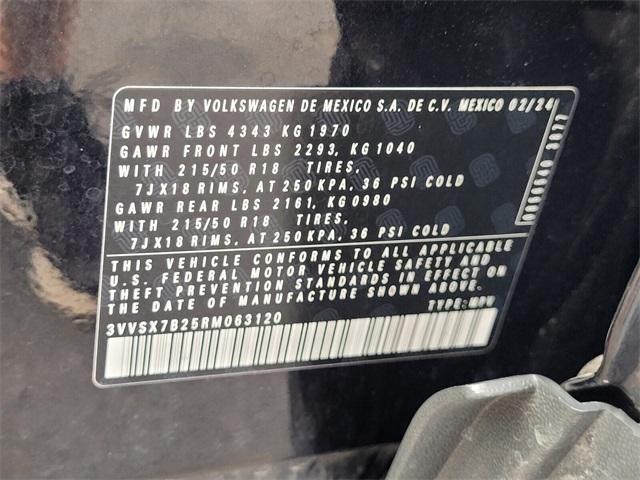 MFD BY VOLKSWAGEN DE MEXICO S.A. DE C.V. MEXICO 02/24
GVWR LBS 4343 KG 1970
GAWR FRONT LBS 2293, KG 1040
WITH 215/50 R18 TIRES,
7JX18 RIMS, AT 250 KPA, 36 PSI COLD
GAWR REAR LBS 2161, KG 0980
WITH 215/50 R18 TIRES,
7JX18 RIMS, AT 250 KPA, 36 PSI COLD
THIS VEHICLE CONFORMS TO ALL APPLICABLE
U.S. FEDERAL MOTOR VEHICLE SAFETY AND
THEFT PREVENTION STANDARDS IN EFFECT ON
THE DATE OF MANUFACTURE SHOWN ABOVE.
3VVSX7B25RM063120 TYPE: MPV